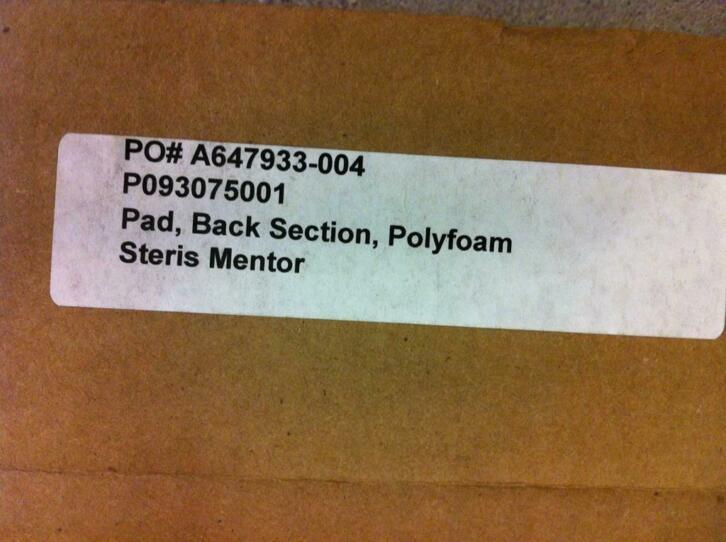 PO# A647933-004
P093075001
Pad, Back Section, Polyfoam
Steris Mentor